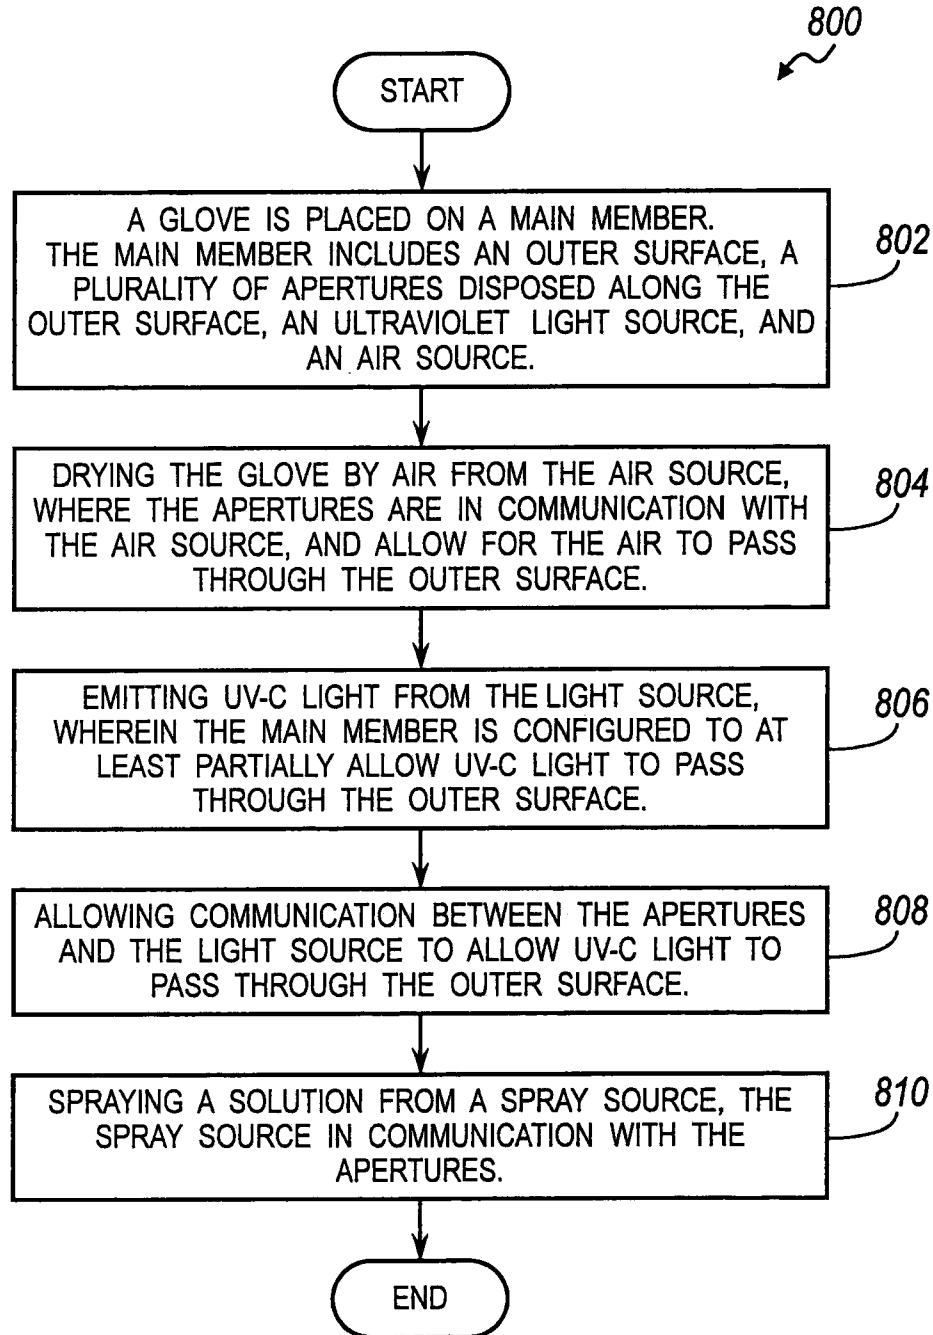 800
START
A GLOVE IS PLACED ON A MAIN MEMBER.
THE MAIN MEMBER INCLUDES AN OUTER SURFACE, A
PLURALITY OF APERTURES DISPOSED ALONG THE
OUTER SURFACE, AN ULTRAVIOLET LIGHT SOURCE, AND
AN AIR SOURCE.
802
DRYING THE GLOVE BY AIR FROM THE AIR SOURCE,
WHERE THE APERTURES ARE IN COMMUNICATION WITH
THE AIR SOURCE, AND ALLOW FOR THE AIR TO PASS
THROUGH THE OUTER SURFACE.
804
EMITTING UV-C LIGHT FROM THE LIGHT SOURCE,
WHEREIN THE MAIN MEMBER IS CONFIGURED TO AT
LEAST PARTIALLY ALLOW UV-C LIGHT TO PASS
THROUGH THE OUTER SURFACE.
806
ALLOWING COMMUNICATION BETWEEN THE APERTURES
AND THE LIGHT SOURCE TO ALLOW UV-C LIGHT TO
PASS THROUGH THE OUTER SURFACE.
808
SPRAYING A SOLUTION FROM A SPRAY SOURCE, THE
SPRAY SOURCE IN COMMUNICATION WITH THE
APERTURES.
810
END